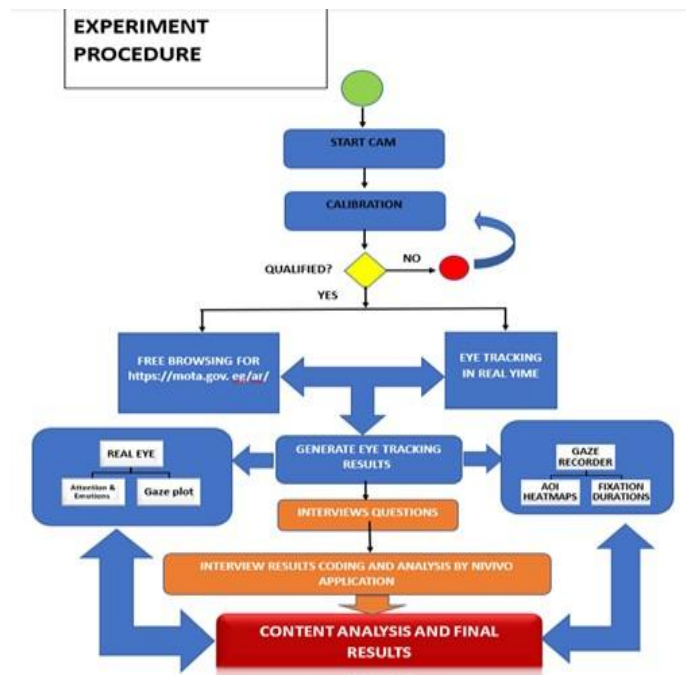 EXPERIMENT
PROCEDURE
START CAM
CALIBRATION
QUALIFIED?
NO
YES
FREE BROWSING FOR
https://mota.gov. eg/ar/
EYE TRACKING
IN REAL YIME
GENERATE EYE TRACKING
RESULTS
REAL EYE
Attention &
Emotions
Gaze plot
GAZE
RECORDER
AOI
HEATMAPS
FIXATION
DURATIONS
INTERVIEWS QUESTIONS
INTERVIEW RESULTS CODING AND ANALYSIS BY NIVIVO
APPLICATION
CONTENT ANALYSIS AND FINAL
RESULTS